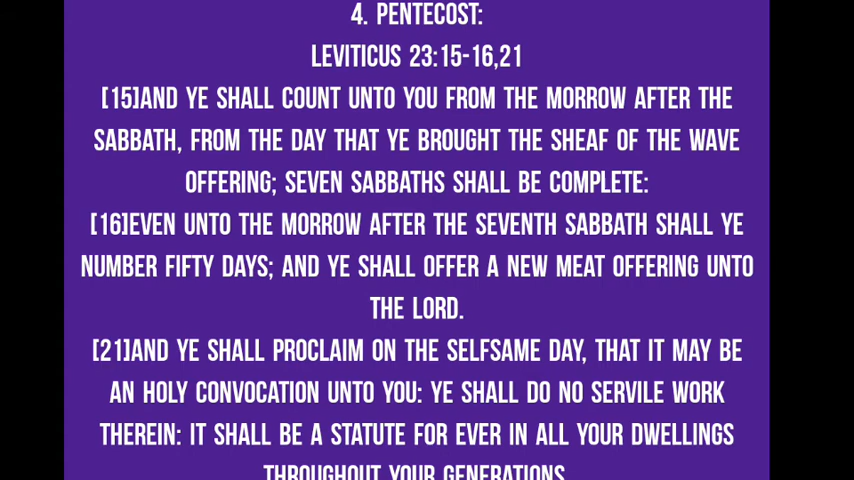 4. PENTECOST:
LEVITICUS 23:15-16,21
[15]AND YE SHALL COUNT UNTO YOU FROM THE MORROW AFTER THE
SABBATH, FROM THE DAY THAT YE BROUGHT THE SHEAF OF THE WAVE
OFFERING; SEVEN SABBATHS SHALL BE COMPLETE:
[16]EVEN UNTO THE MORROW AFTER THE SEVENTH SABBATH SHALL YE
NUMBER FIFTY DAYS; AND YE SHALL OFFER A NEW MEAT OFFERING UNTO
THE LORD.
[21]AND YE SHALL PROCLAIM ON THE SELFSAME DAY, THAT IT MAY BE
AN HOLY CONVOCATION UNTO YOU: YE SHALL DO NO SERVILE WORK
THEREIN: IT SHALL BE A STATUTE FOR EVER IN ALL YOUR DWELLINGS
THROUGHOUT YOUR GENERATIONS.